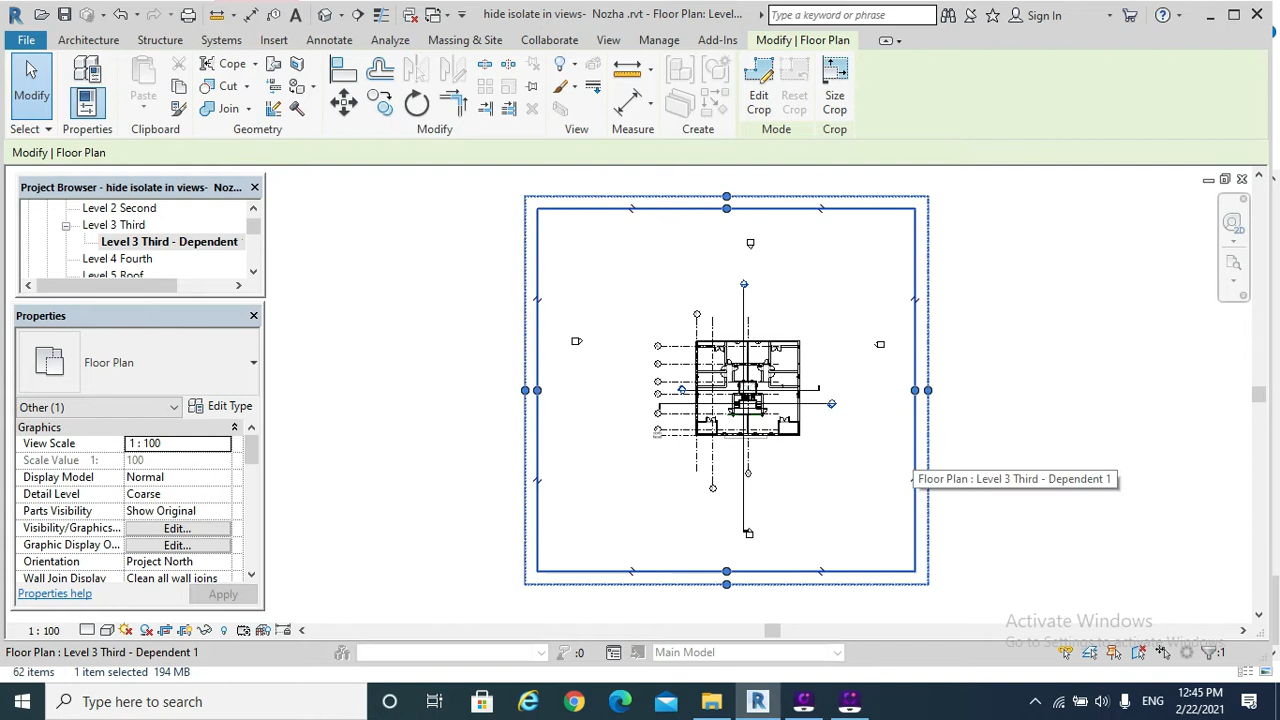 hide isolate in views- Nozha .rvt - Floor Plan: Level...
Type a keyword or phrase
Sign In
File
Architecture
Structure
Systems
Insert
Annotate
Analyze
Massing & Site
Collaborate
View
Manage
Add-Ins
Modify | Floor Plan
Modify
Select
Properties
Paste
Clipboard
Cope
Cut
Join
Geometry
Modify
View
Measure
Create
Edit
Crop
Reset
Crop
Mode
Size
Crop
Crop
Modify | Floor Plan
Project Browser - hide isolate in views- Noz...
Level 2 Second
Level 3 Third
Level 3 Third - Dependent
Level 4 Fourth
Level 5 Roof
Properties
Floor Plan
Other (1)
Edit Type
Graphics
View Scale
1 : 100
Scale Value 1:
100
Display Model
Normal
Detail Level
Coarse
Parts Visibility
Show Original
Visibility/Graphics...
Edit...
Graphic Display O...
Edit...
Orientation
Project North
Wall Join Display
Clean all wall joins
Properties help
Apply
2D
Floor Plan : Level 3 Third - Dependent 1
1 : 100
Activate Windows
Go to Settings to activate Windows.
Floor Plan : Level 3 Third - Dependent 1
:0
Main Model
:1
62 items
1 item selected 194 MB
Type here to search
ENG
12:45 PM
2/22/2021